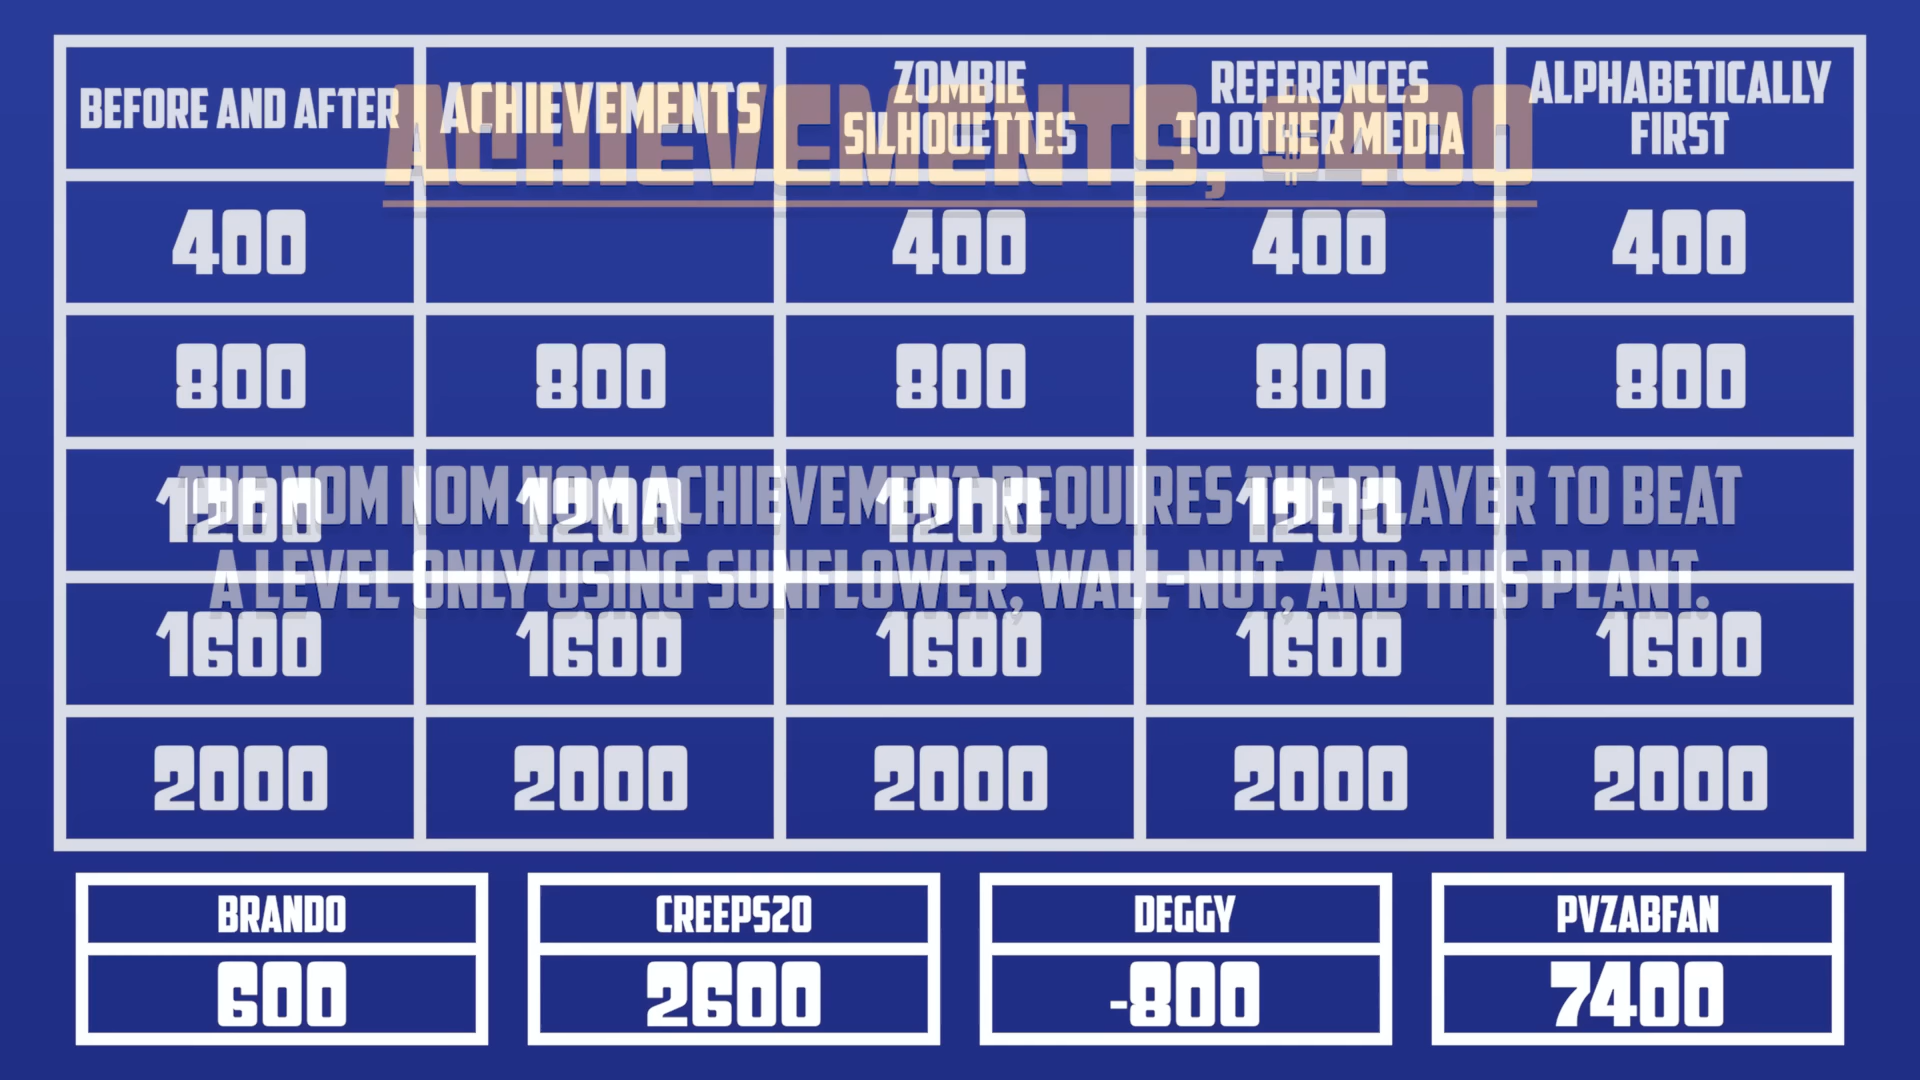 BEFORE AND AFTER
ACHIEVEMENTS
ZOMBIE
SILHOUETTES
REFERENCES
TO OTHER MEDIA
ALPHABETICALLY
FIRST
ACHIEVEMENTS, $400
400
400
400
400
800
800
800
800
800
THE NOM NOM NOM ACHIEVEMENT REQUIRES THE PLAYER TO BEAT
A LEVEL ONLY USING SUNFLOWER, WALL-NUT, AND THIS PLANT.
1200
1200
1200
1200
1600
1600
1600
1600
1600
2000
2000
2000
2000
2000
BRANDO
600
CREEPS20
2600
DEGGY
-800
PVZABFAN
7400